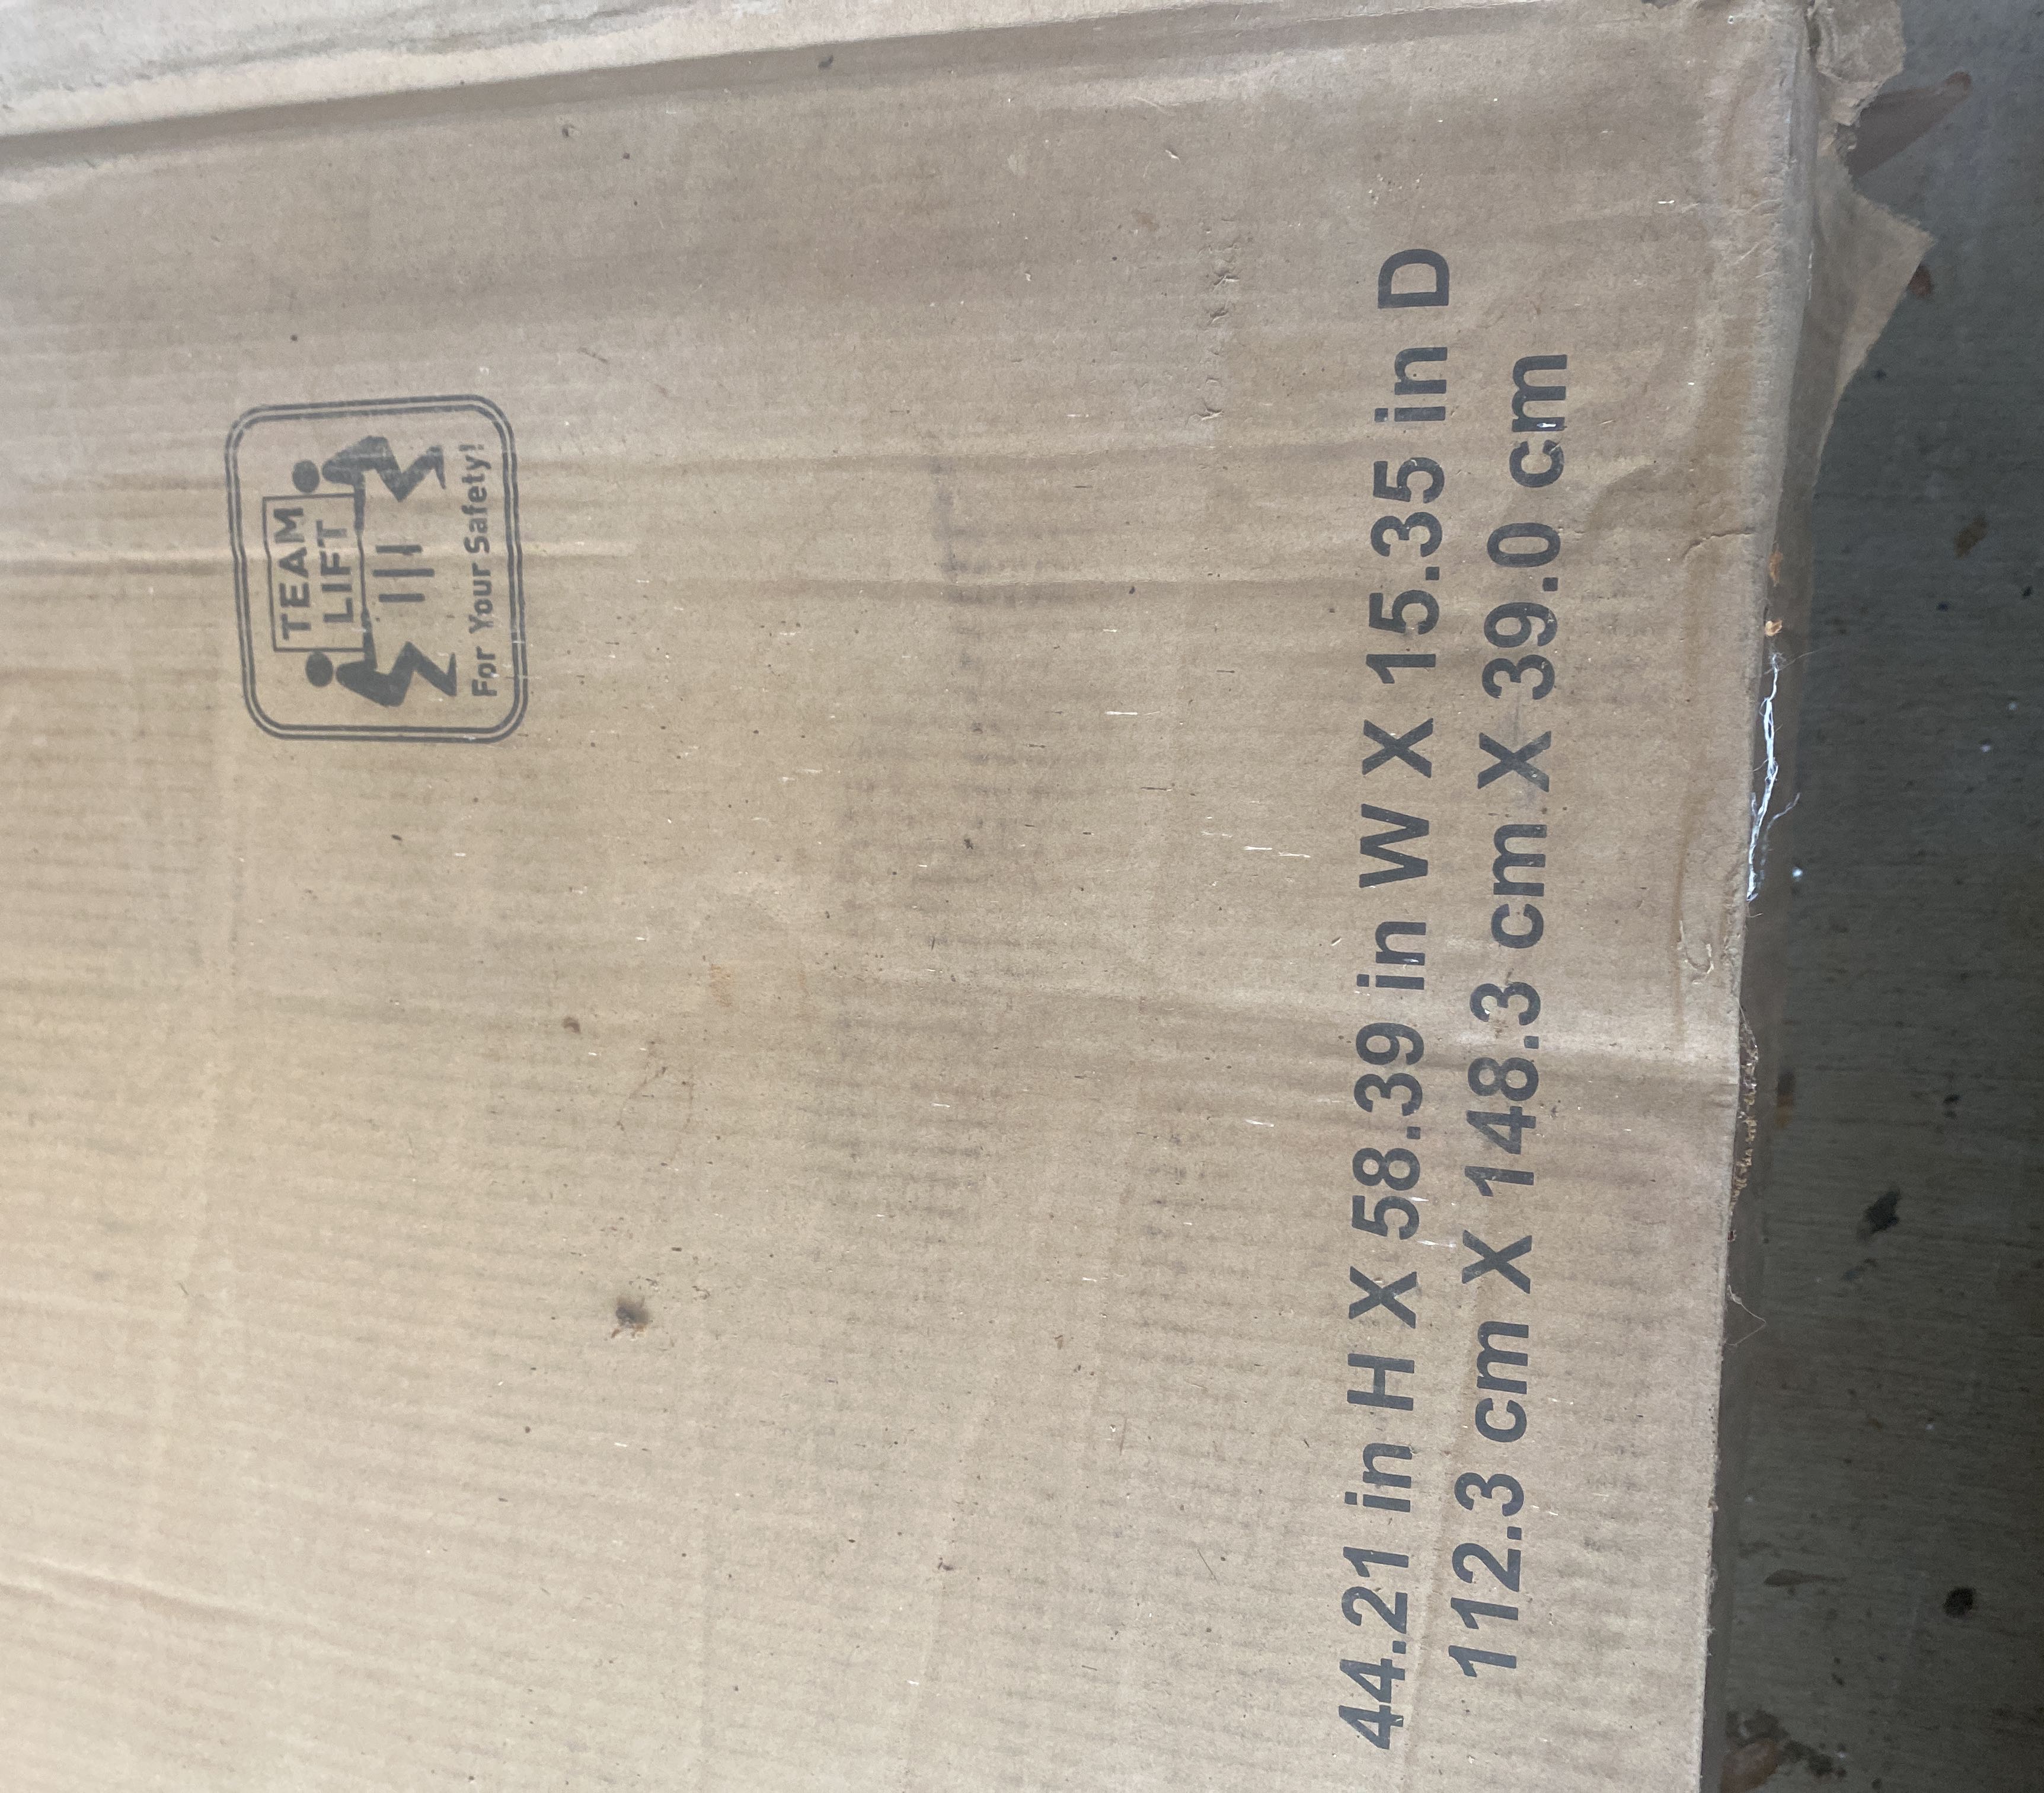 TEAM
LIFT
For Your Safety!
44.21 in H X 58.39 in W X 15.35 in D
112.3 cm X 148.3 cm X 39.0 cm